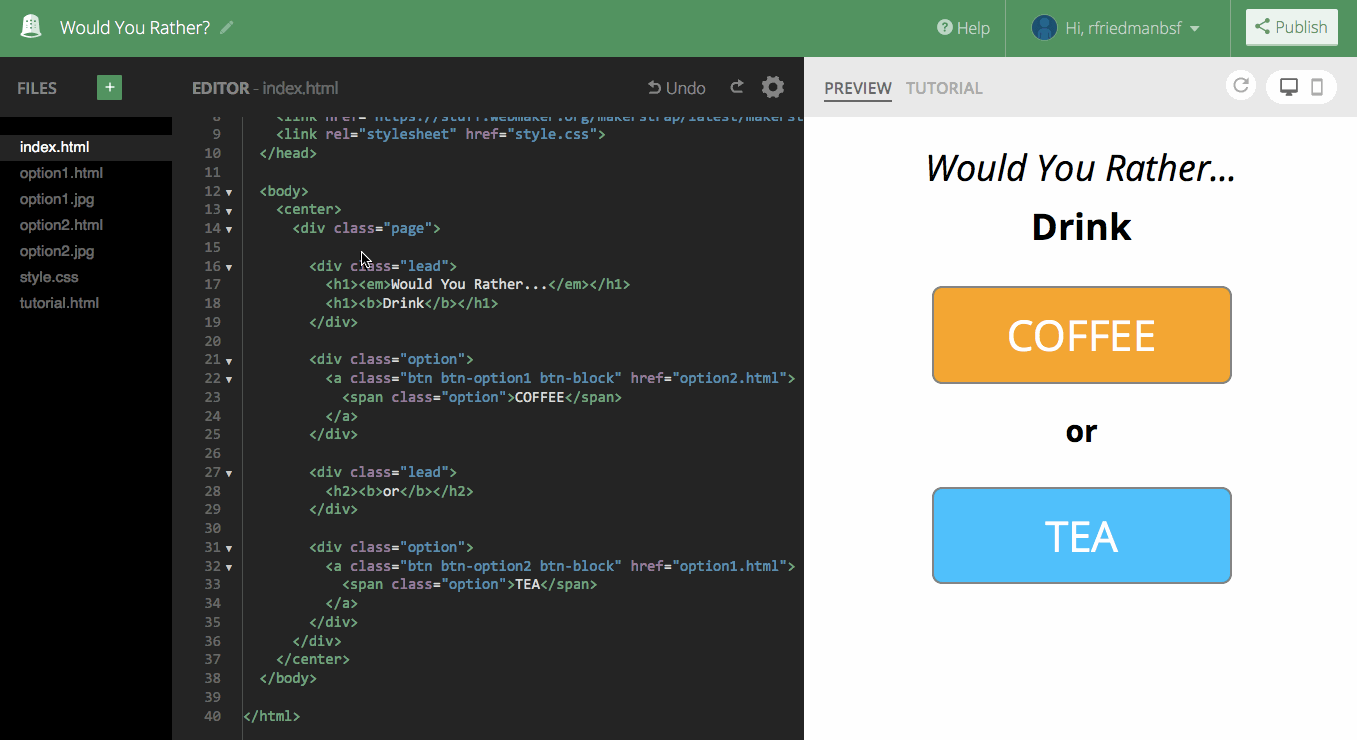 Would You Rather?
Help
Hi, rfriedmanbsf
Publish
FILES
+
EDITOR - index.html
Undo
PREVIEW
TUTORIAL
index.html
option1.html
option1.jpg
option2.html
option2.jpg
style.css
tutorial.html
8 <link href="https://stuff.webmaker.org/makerstrap/latest/makerst
9 <link rel="stylesheet" href="style.css">
10 </head>
11
12 <body>
13 <center>
14 <div class="page">
15
16 <div class="lead">
17 <h1><em>Would You Rather...</em></h1>
18 <h1><b>Drink</b></h1>
19 </div>
20
21 <div class="option">
22 <a class="btn btn-option1 btn-block" href="option2.html">
23 <span class="option">COFFEE</span>
24 </a>
25 </div>
26
27 <div class="lead">
28 <h2><b>or</b></h2>
29 </div>
30
31 <div class="option">
32 <a class="btn btn-option2 btn-block" href="option1.html">
33 <span class="option">TEA</span>
34 </a>
35 </div>
36 </div>
37 </center>
38 </body>
39
40 </html>
Would You Rather...
Drink
COFFEE
or
TEA